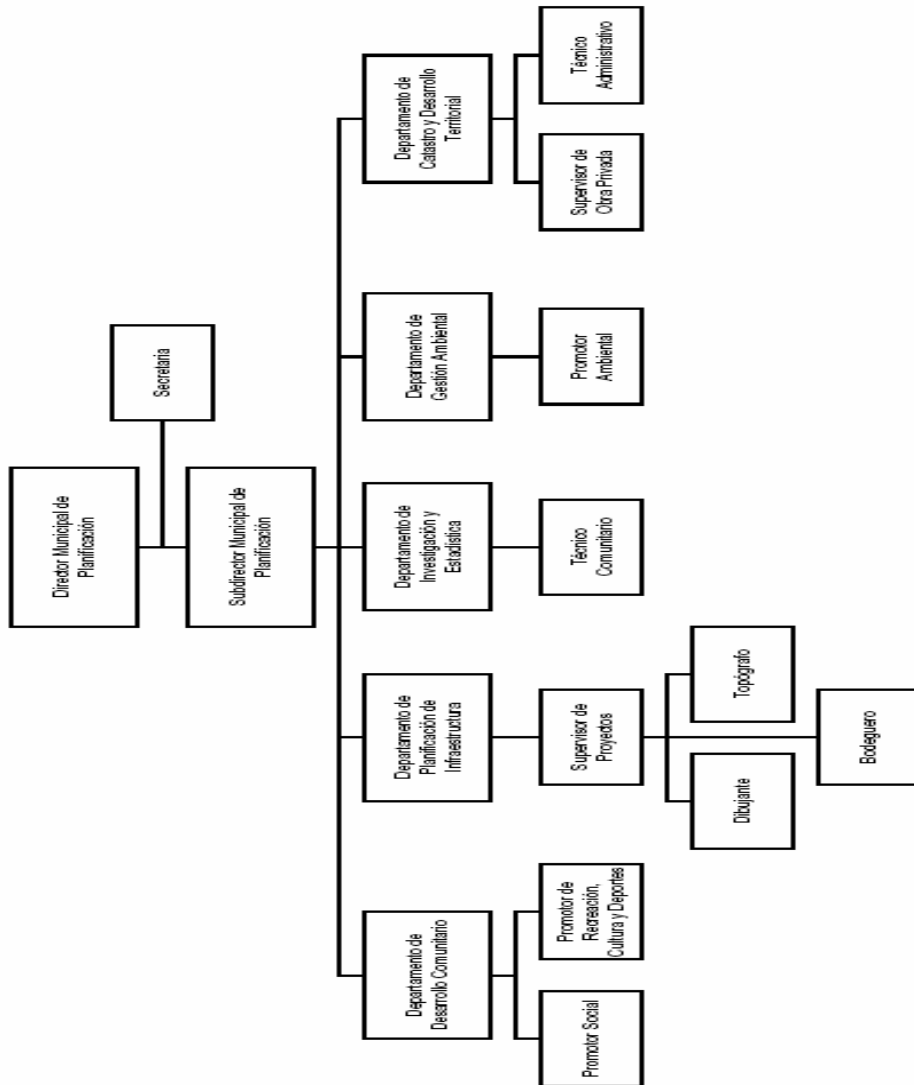 Director Municipal de
Planificación
Secretaria
Subdirector Municipal de
Planificación
Departamento de
Desarrollo Comunitario
Departamento de
Planificación de
Infraestructura
Departamento de
Investigación y
Estadística
Departamento de
Gestión Ambiental
Departamento de
Catastro y Desarrollo
Territorial
Promotor Social
Promotor de
Recreación,
Cultura y Deportes
Supervisor de
Proyectos
Técnico
Comunitario
Promotor
Ambiental
Supervisor de
Obra Privada
Técnico
Administrativo
Dibujante
Topógrafo
Bodeguero